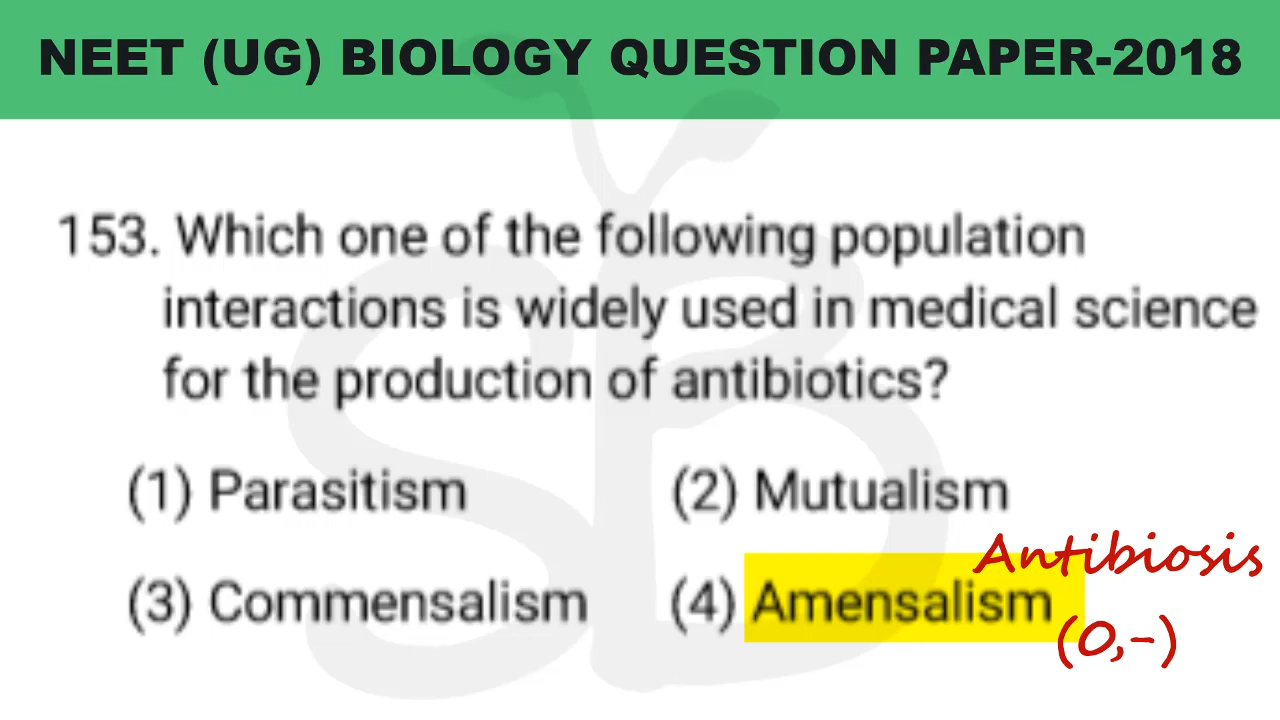 NEET (UG) BIOLOGY QUESTION PAPER-2018
153. Which one of the following population
interactions is widely used in medical science
for the production of antibiotics?
(1) Parasitism (2) Mutualism
Antibiosis
(3) Commensalism (4) Amensalism
(0,-)